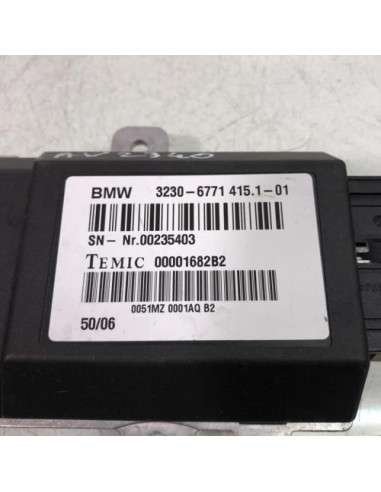 BMW 3230-6771 415.1-01
SN- Nr.00235403
TEMIC 00001682B2
0051MZ 0001AQ B2
50/06